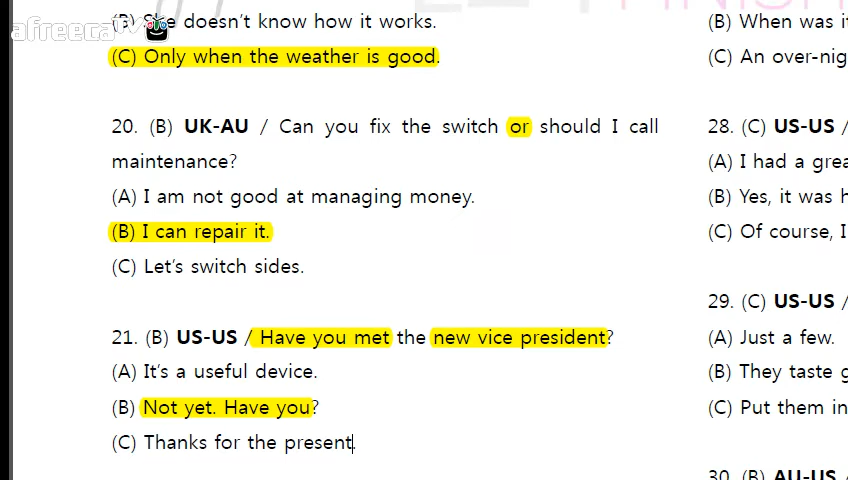 afreecaTV
(B) She doesn't know how it works.
(C) Only when the weather is good.
20. (B) UK-AU / Can you fix the switch or should I call
maintenance?
(A) I am not good at managing money.
(B) I can repair it.
(C) Let's switch sides.
21. (B) US-US / Have you met the new vice president?
(A) It's a useful device.
(B) Not yet. Have you?
(C) Thanks for the present.
(B) When was
(C) An over-nig
28. (C) US-US /
(A) I had a grea
(B) Yes, it was
(C) Of course, I
29. (C) US-US /
(A) Just a few.
(B) They taste
(C) Put them in
30. (B) AU-US /